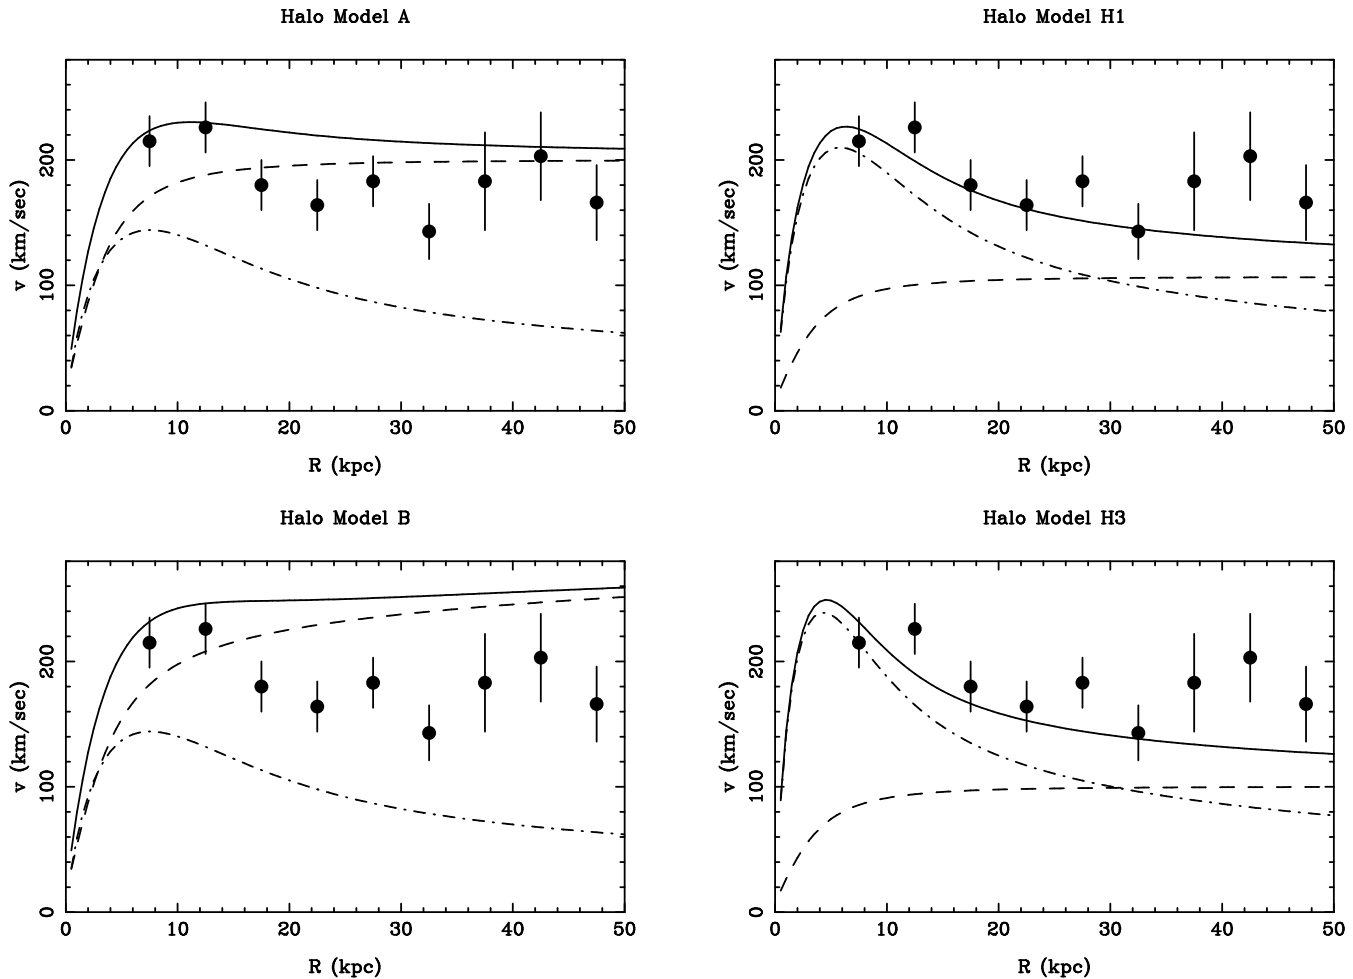 Halo Model A
200
100
0
v (km/sec)
0 10 20 30 40 50
R (kpc)
Halo Model H1
200
100
0
v (km/sec)
0 10 20 30 40 50
R (kpc)
Halo Model B
200
100
0
v (km/sec)
0 10 20 30 40 50
R (kpc)
Halo Model H3
200
100
0
v (km/sec)
0 10 20 30 40 50
R (kpc)